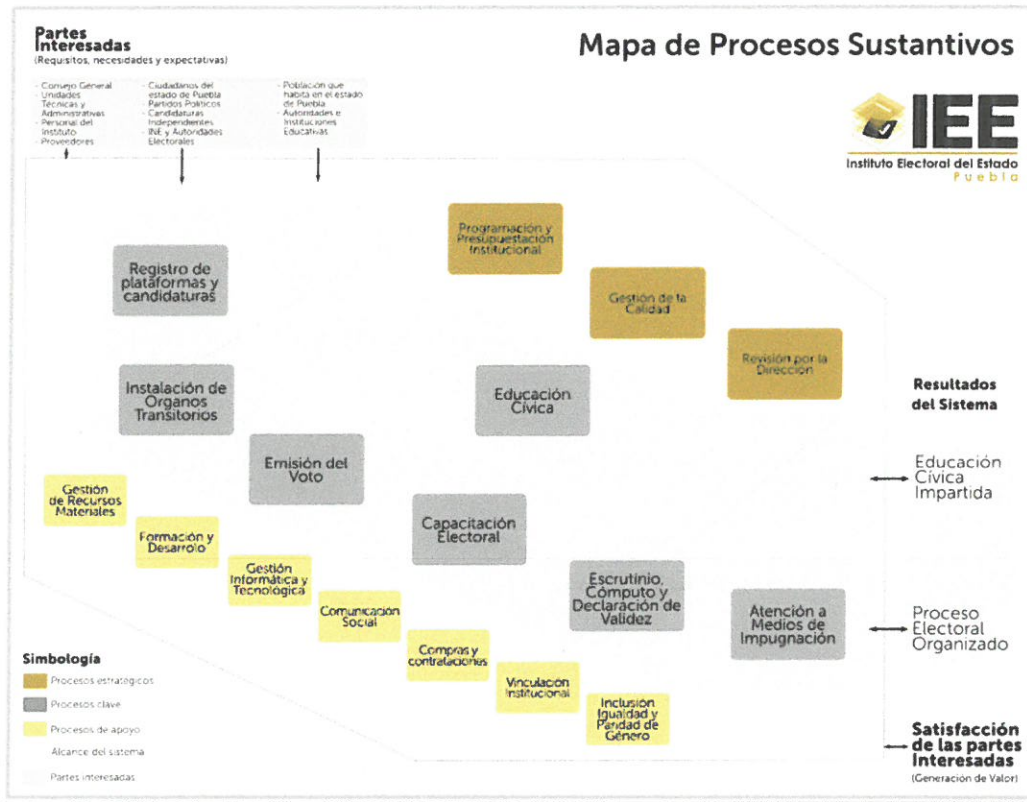 Partes
Interesadas
(Requisitos, necesidades y expectativas)
Mapa de Procesos Sustantivos
- Consejo General
- Unidades
Técnicas y
Administrativas
- Personal del
Instituto
- Proveedores
- Ciudadanos del
estado de Puebla
- Partidos Políticos
- Candidaturas
Independientes
- INE y Autoridades
Electorales
- Población que
habita en el estado
de Puebla
- Autoridades e
Instituciones
Educativas
IEE
Instituto Electoral del Estado
Puebla
Programación y
Presupuestación
Institucional
Registro de
plataformas y
candidaturas
Gestión de la
Calidad
Revisión por la
Dirección
Instalación de
Organos
Transitorios
Educación
Cívica
Resultados
del Sistema
Emisión del
Voto
Educación
Cívica
Impartida
Gestión
de Recursos
Materiales
Formación y
Desarrollo
Capacitación
Electoral
Gestión
Informática y
Tecnológica
Escrutinio,
Cómputo y
Declaración de
Validez
Atención a
Medios de
Impugnación
Proceso
Electoral
Organizado
Comunicación
Social
Compras y
contrataciones
Vinculación
Institucional
Inclusión
Igualdad y
Paridad de
Género
Simbología
Procesos estratégicos
Procesos clave
Procesos de apoyo
Alcance del sistema
Partes interesadas
Satisfacción
de las partes
Interesadas
(Generación de Valor)